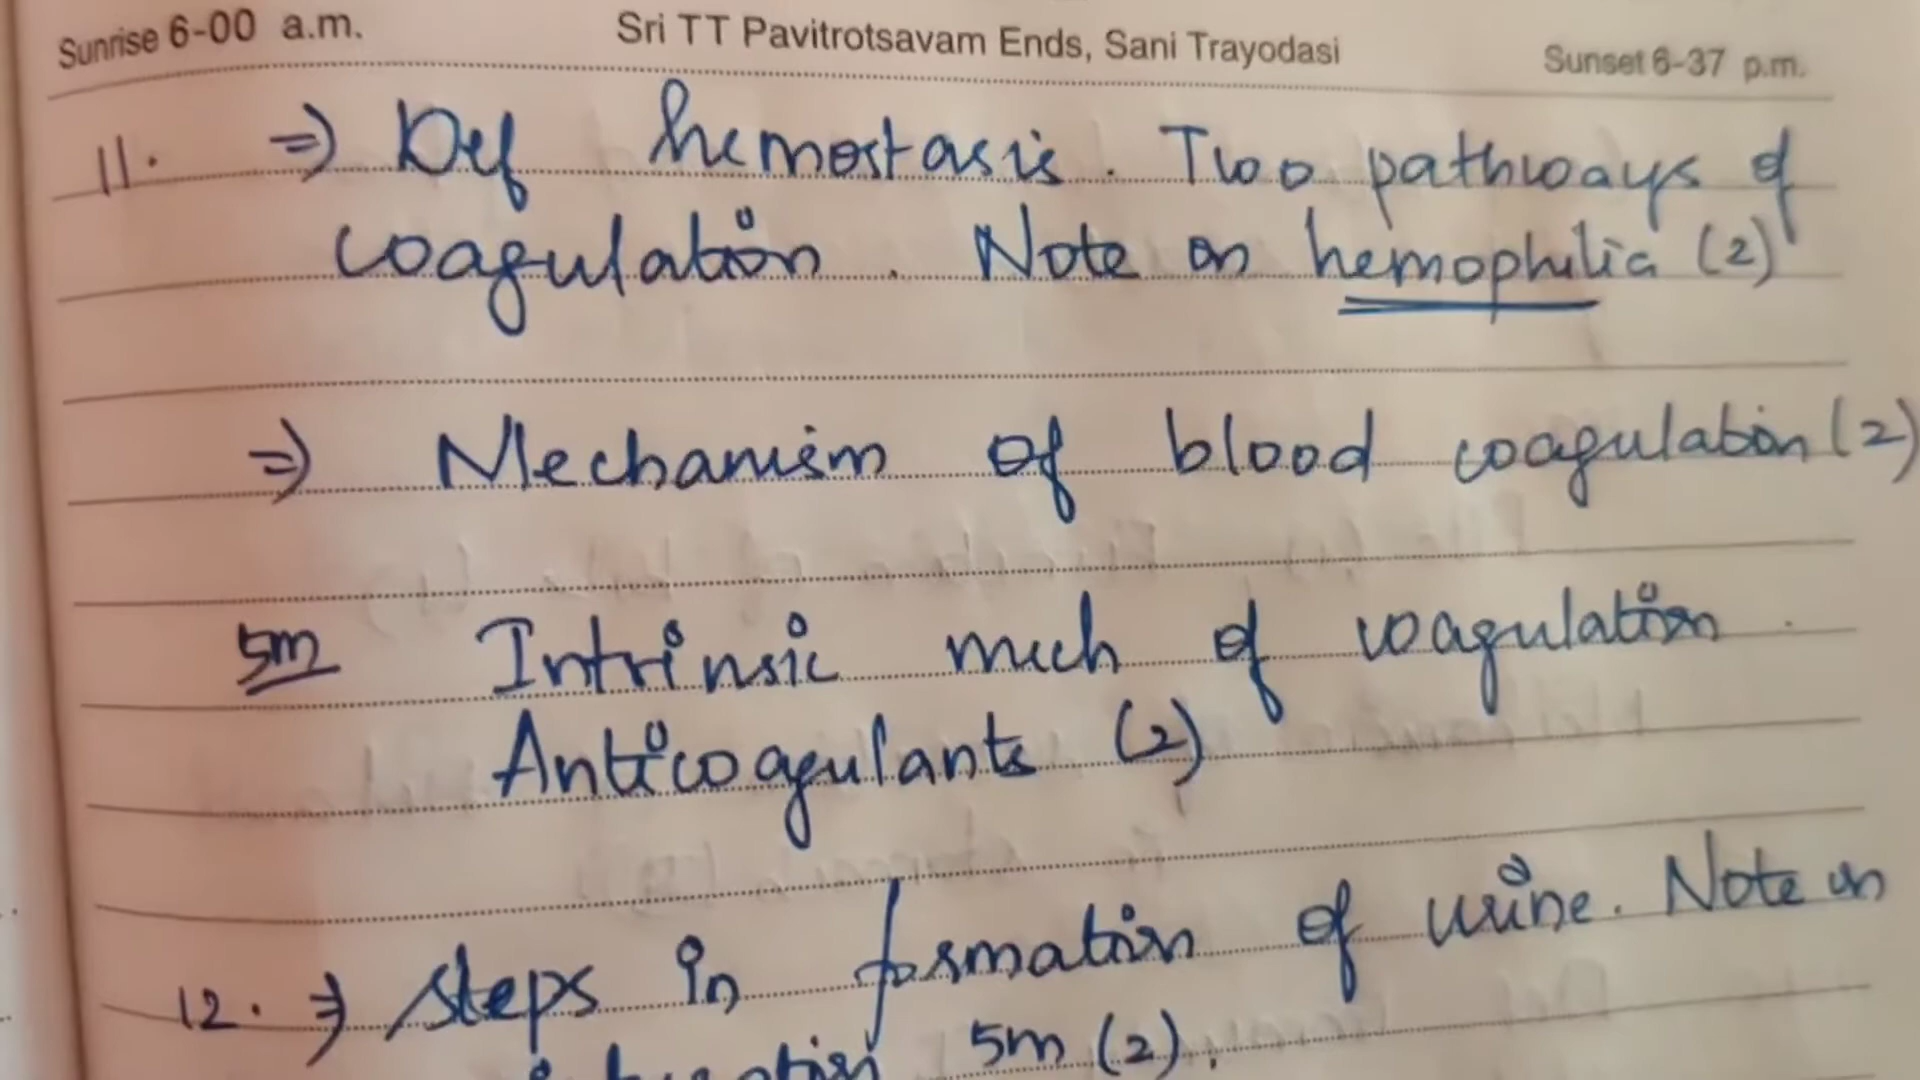 Sunrise 6-00 a.m. Sri TT Pavitrotsavam Ends, Sani Trayodasi Sunset 6-37 p.m.
11. ⇒ Def hemostasis. Two pathways of
coagulation. Note on hemophilia (2)
⇒ Mechanism of blood coagulation (2)
5m Intrinsic mech of coagulation.
Anticoagulants (2)
12. ⇒ Steps in formation of urine. Note on
5m (2).